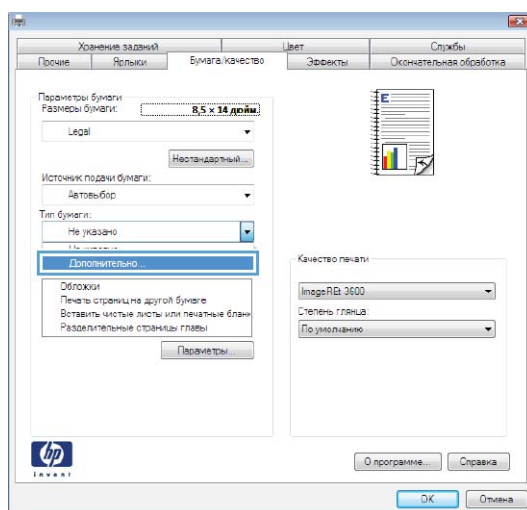 Хранение заданий Цвет Службы
Прочие Ярлыки Бумага/качество Эффекты Окончательная обработка
Параметры бумаги
Размеры бумаги: 8,5 × 14 дюйм.
Legal
Нестандартный...
Источник подачи бумаги:
Автовыбор
Тип бумаги:
Не указано
Дополнительно...
Обложки
Печать страниц на другой бумаге
Вставить чистые листы или печатные бланк
Разделительные страницы главы
Параметры...
E
Качество печати
ImageREt 3600
Степень глянца:
По умолчанию
hp
invent
О программе... Справка
OK Отмена